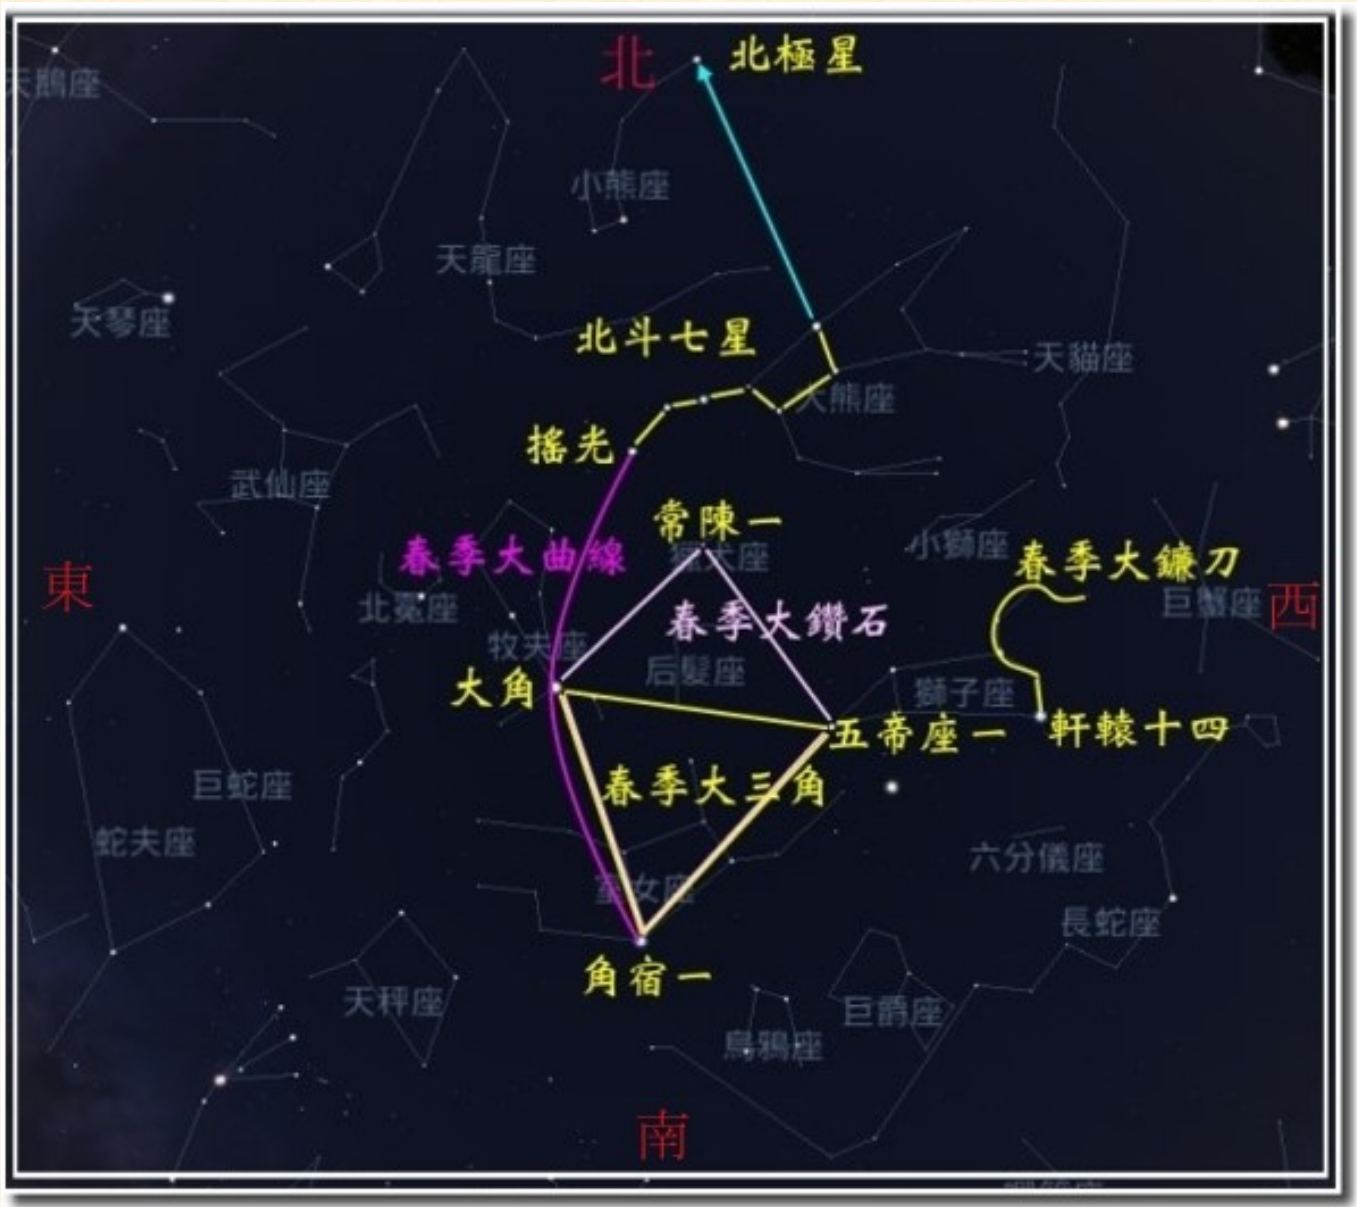 北
北極星
天鵝座
小熊座
天龍座
天琴座
北斗七星
天貓座
大熊座
搖光
武仙座
常陳一
春季大曲線
獵犬座
小獅座
春季大鐮刀
東
北冕座
巨蟹座
西
春季大鑽石
牧夫座
后髮座
大角
獅子座
五帝座一
軒轅十四
巨蛇座
春季大三角
蛇夫座
六分儀座
室女座
長蛇座
角宿一
天秤座
巨爵座
烏鴉座
南